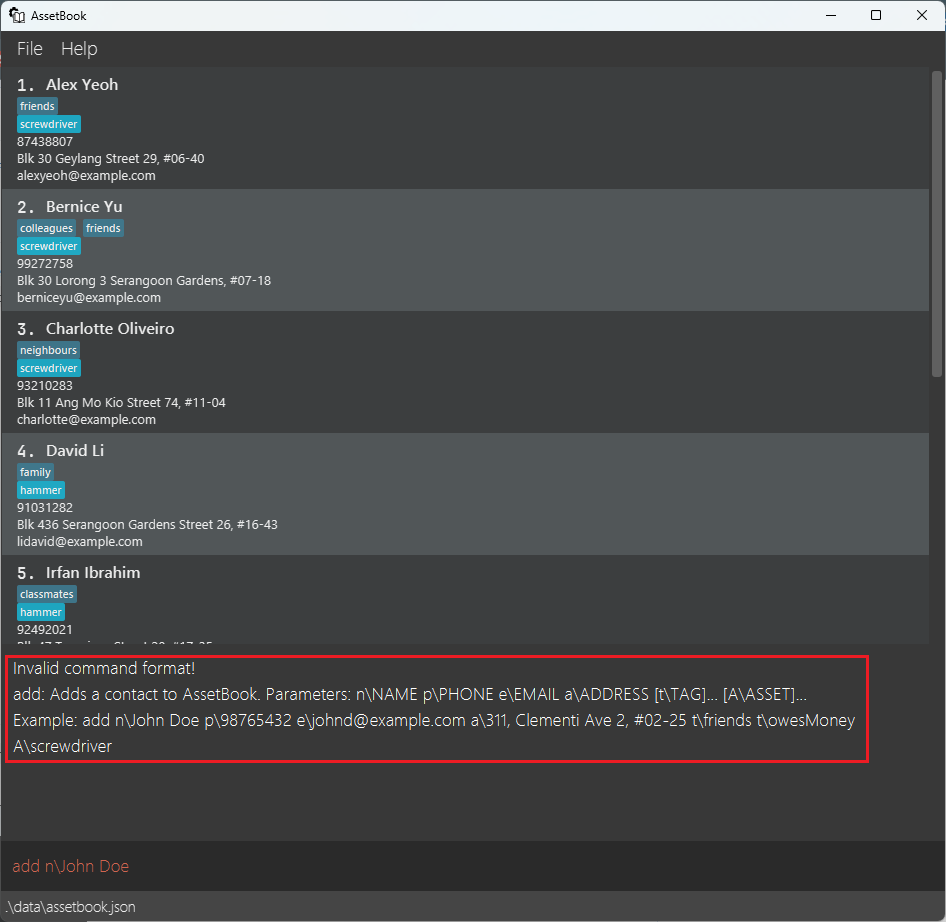 AssetBook
File Help
1. Alex Yeoh
friends
screwdriver
87438807
Blk 30 Geylang Street 29, #06-40
alexyeoh@example.com
2. Bernice Yu
colleagues friends
screwdriver
99272758
Blk 30 Lorong 3 Serangoon Gardens, #07-18
berniceyu@example.com
3. Charlotte Oliveiro
neighbours
screwdriver
93210283
Blk 11 Ang Mo Kio Street 74, #11-04
charlotte@example.com
4. David Li
family
hammer
91031282
Blk 436 Serangoon Gardens Street 26, #16-43
lidavid@example.com
5. Irfan Ibrahim
classmates
hammer
92492021
Invalid command format!
add: Adds a contact to AssetBook. Parameters: n\NAME p\PHONE e\EMAIL a\ADDRESS [t\TAG]... [A\ASSET]...
Example: add n\John Doe p\98765432 e\johnd@example.com a\311, Clementi Ave 2, #02-25 t\friends t\owesMoney
A\screwdriver
add n\John Doe
.\data\assetbook.json